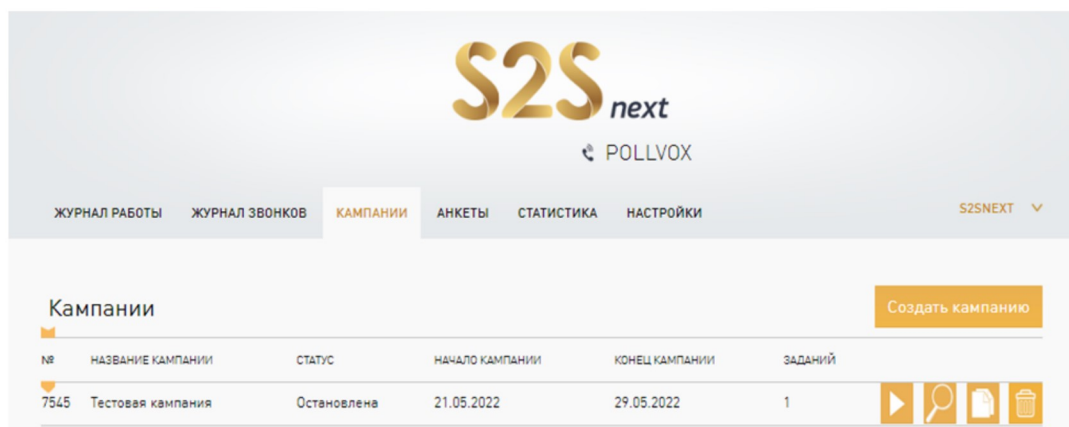 S2S next
POLLVOX
ЖУРНАЛ РАБОТЫ ЖУРНАЛ ЗВОНКОВ КАМПАНИИ АНКЕТЫ СТАТИСТИКА НАСТРОЙКИ S2SNEXT
Кампании Создать кампанию
№ НАЗВАНИЕ КАМПАНИИ СТАТУС НАЧАЛО КАМПАНИИ КОНЕЦ КАМПАНИИ ЗАДАНИЙ
7545 Тестовая кампания Остановлена 21.05.2022 29.05.2022 1